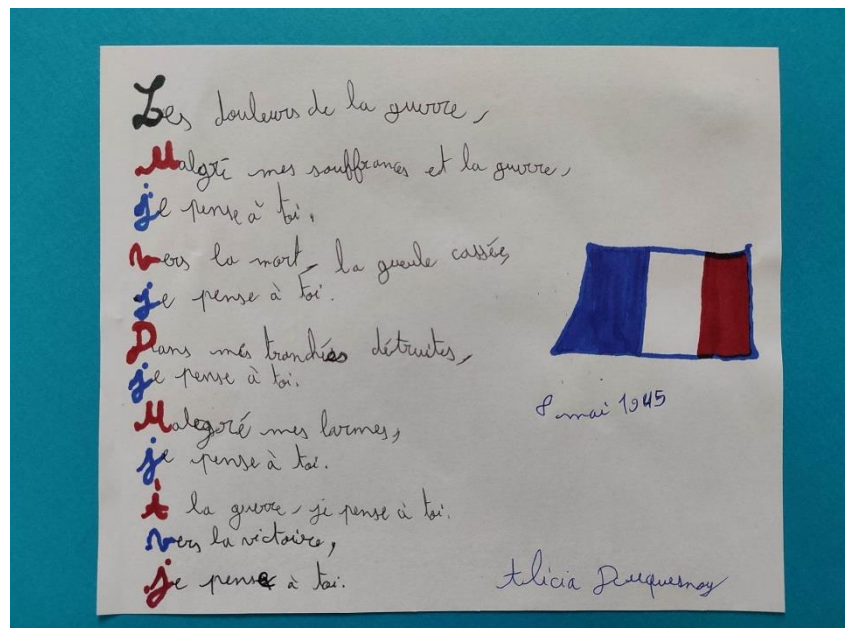 Les douleurs de la guerre,
Malgré mes souffrances et la guerre,
je pense à toi,
vers la mort, la gueule cassée,
je pense à toi.
Dans mes tranchées détruites,
je pense à toi.
Malegré mes larmes,
je pense à toi.
À la guerre, je pense à toi.
vers la victoire,
je pense à toi.
8 mai 1945
Alicia Duquesnoy